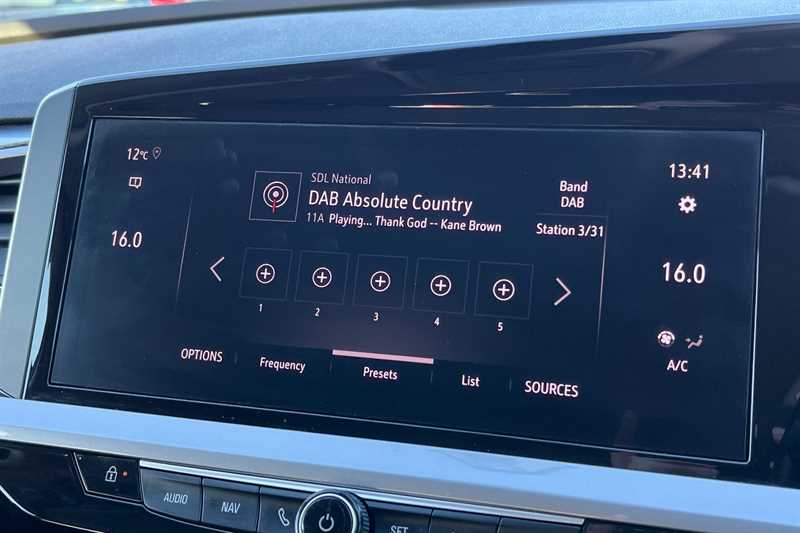 12°C
13:41
SDL National
DAB Absolute Country
11A Playing... Thank God -- Kane Brown
Band
DAB
Station 3/31
16.0
16.0
1
2
3
4
5
A/C
OPTIONS
Frequency
Presets
List
SOURCES
AUDIO
NAV
SET